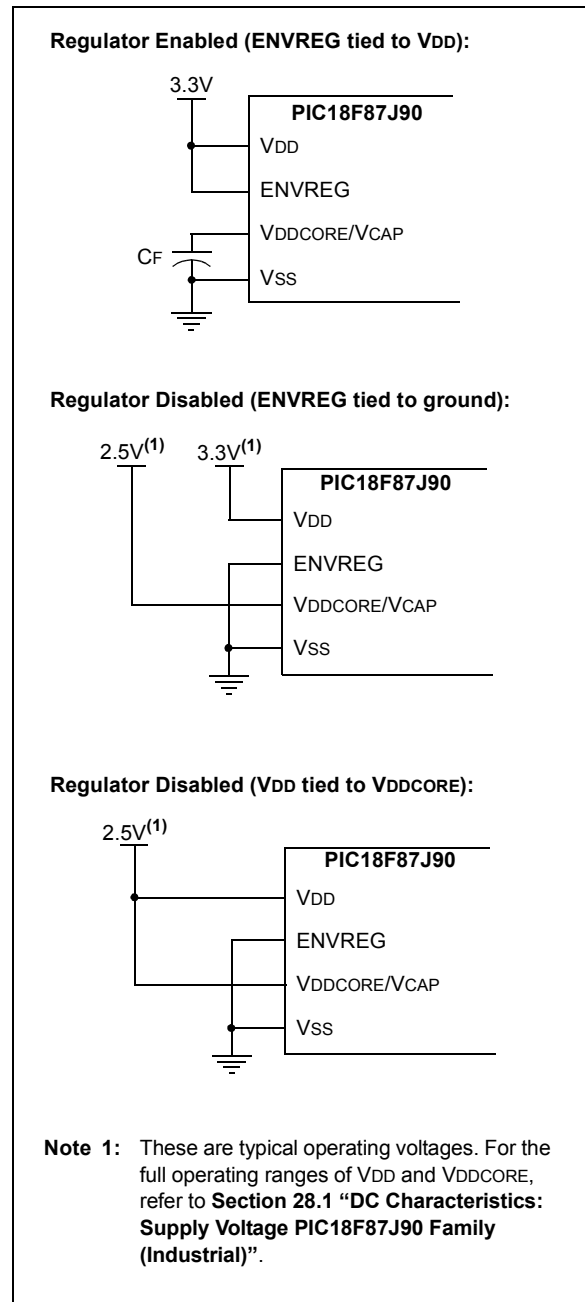 Regulator Enabled (ENVREG tied to VDD):
3.3V
PIC18F87J90
VDD
ENVREG
VDDCORE/VCAP
CF
VSS
Regulator Disabled (ENVREG tied to ground):
2.5V(1) 3.3V(1)
PIC18F87J90
VDD
ENVREG
VDDCORE/VCAP
VSS
Regulator Disabled (VDD tied to VDDCORE):
2.5V(1)
PIC18F87J90
VDD
ENVREG
VDDCORE/VCAP
VSS
Note 1: These are typical operating voltages. For the
full operating ranges of VDD and VDDCORE,
refer to Section 28.1 “DC Characteristics:
Supply Voltage PIC18F87J90 Family
(Industrial)”.